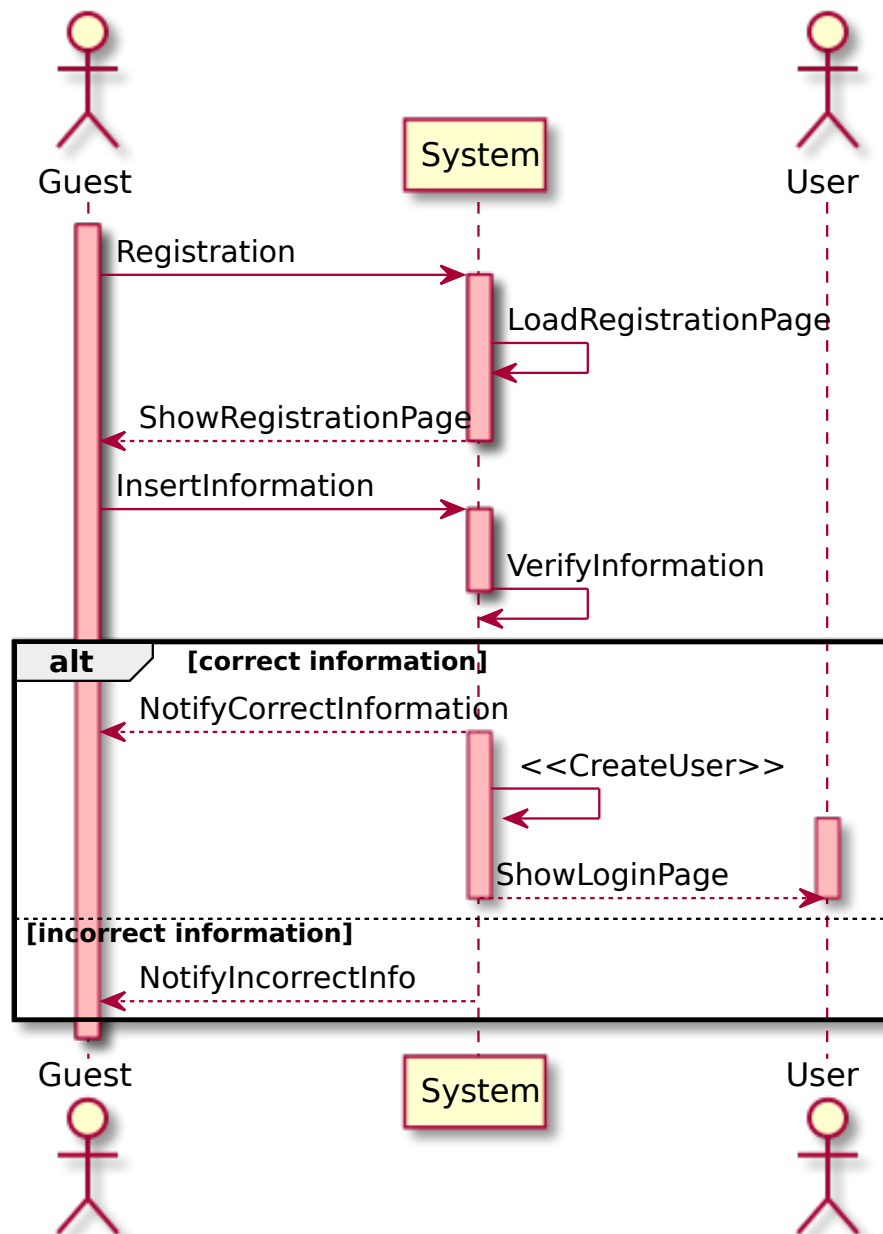 Guest
System
User
Registration
LoadRegistrationPage
ShowRegistrationPage
InsertInformation
VerifyInformation
alt [correct information]
NotifyCorrectInformation
<<CreateUser>>
ShowLoginPage
[incorrect information]
NotifyIncorrectInfo
Guest
System
User